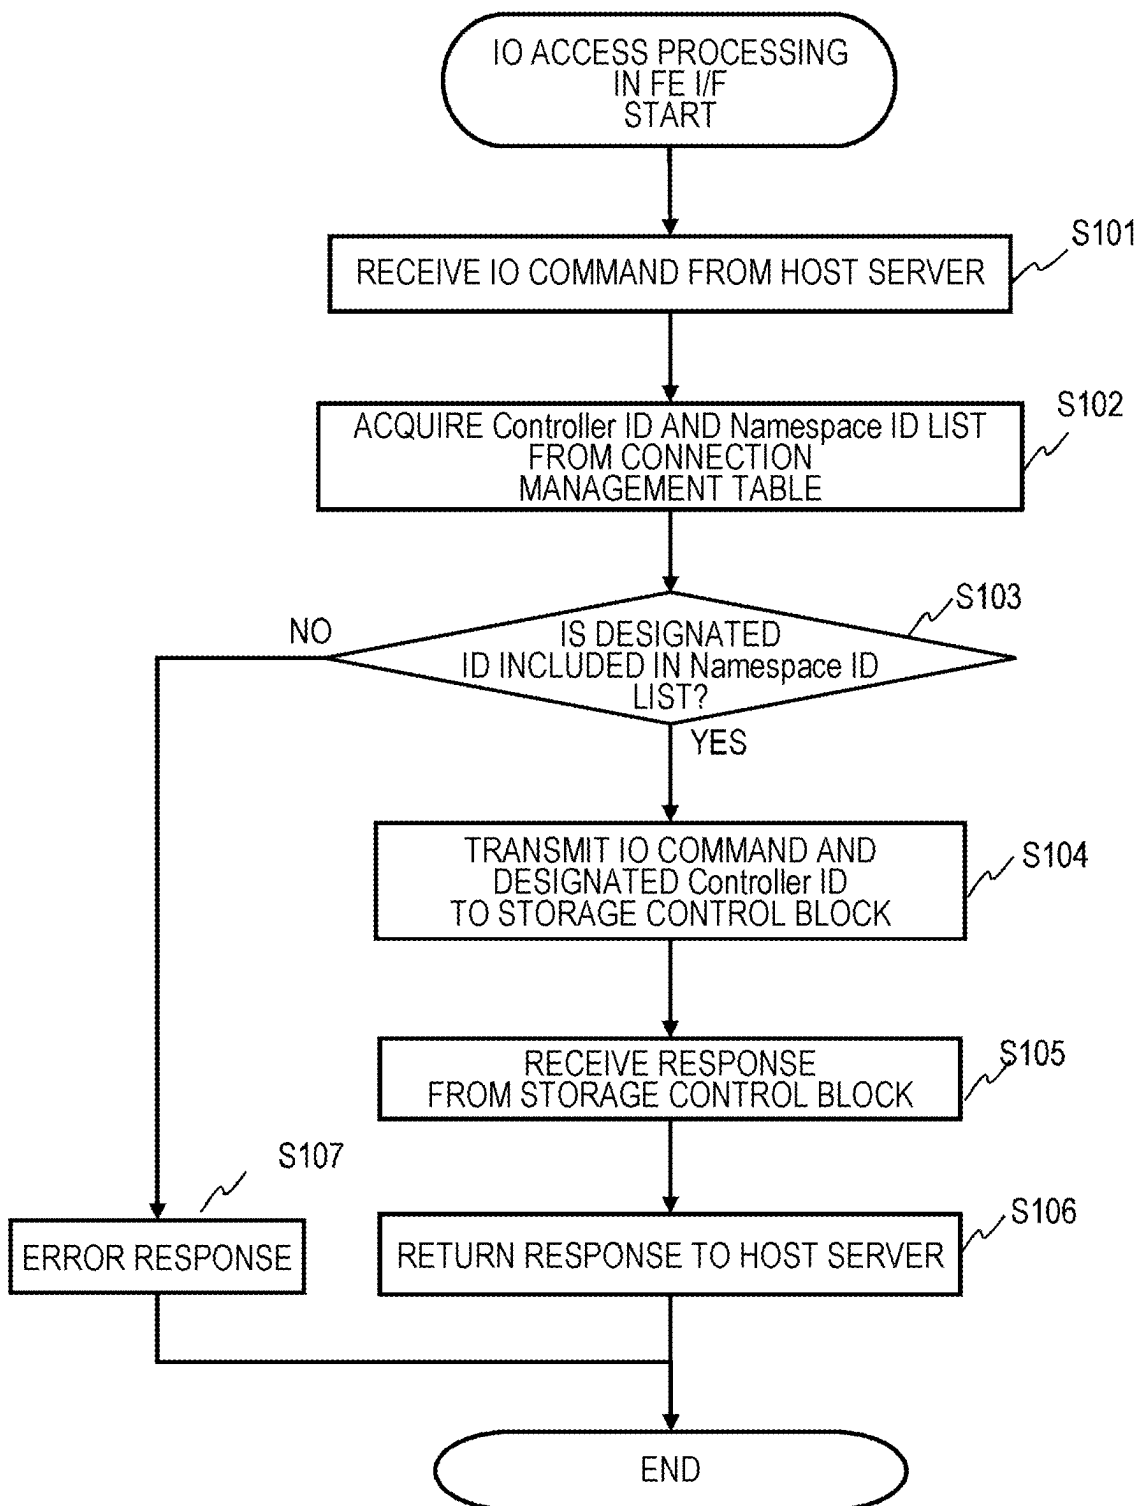 IO ACCESS PROCESSING
IN FE I/F
START
S101
RECEIVE IO COMMAND FROM HOST SERVER
S102
ACQUIRE Controller ID AND Namespace ID LIST
FROM CONNECTION
MANAGEMENT TABLE
S103
NO
IS DESIGNATED
ID INCLUDED IN Namespace ID
LIST?
YES
S104
TRANSMIT IO COMMAND AND
DESIGNATED Controller ID
TO STORAGE CONTROL BLOCK
S105
RECEIVE RESPONSE
FROM STORAGE CONTROL BLOCK
S107
S106
ERROR RESPONSE
RETURN RESPONSE TO HOST SERVER
END